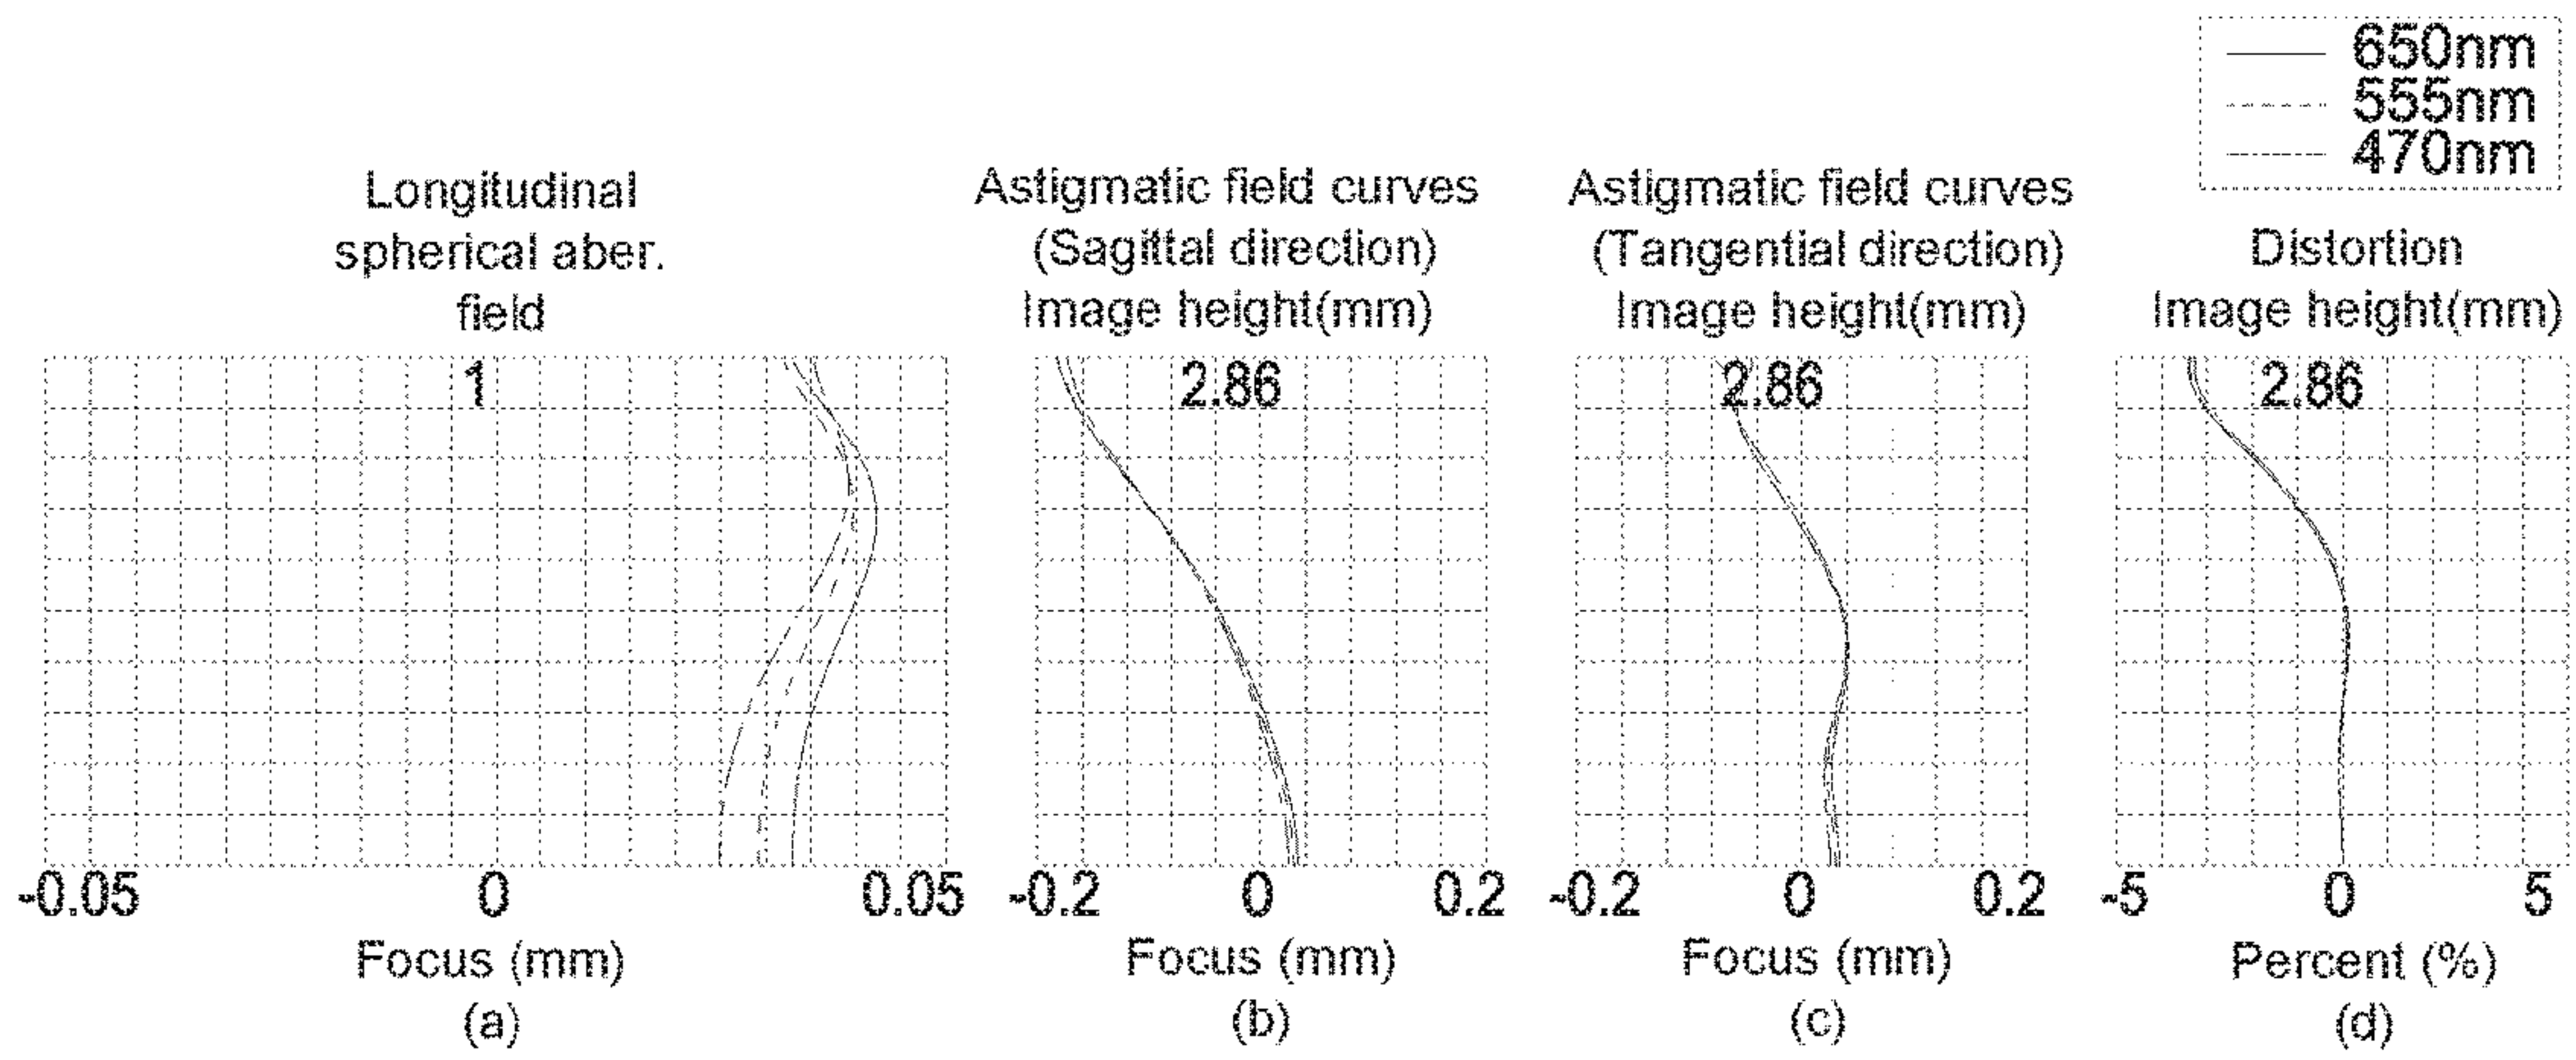 650nm
555nm
470nm
Longitudinal
spherical aber.
field
1
-0.05 0 0.05
Focus (mm)
(a)
Astigmatic field curves
(Sagittal direction)
Image height(mm)
2.86
-0.2 0 0.2
Focus (mm)
(b)
Astigmatic field curves
(Tangential direction)
Image height(mm)
2.86
-0.2 0 0.2
Focus (mm)
(c)
Distortion
Image height(mm)
2.86
-5 0 5
Percent (%)
(d)